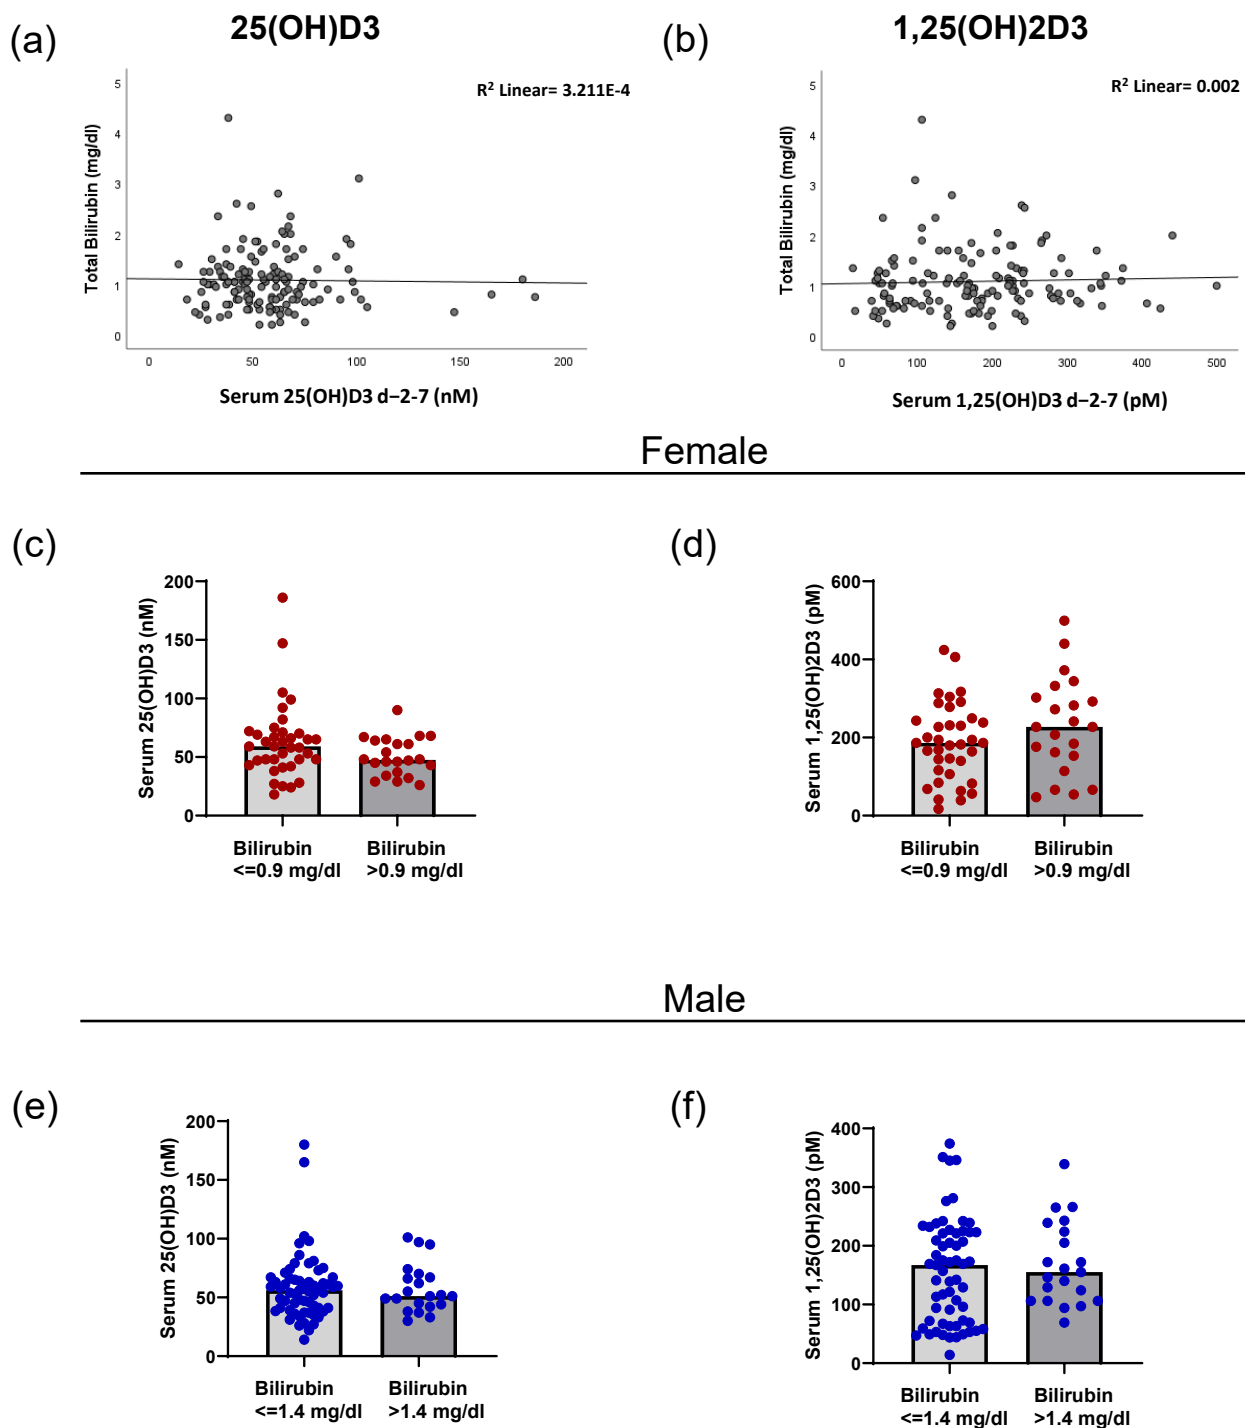 (a)
25(OH)D3
(b)
1,25(OH)2D3
R² Linear= 3.211E-4
Total Bilirubin (mg/dl)
5
4
3
2
1
0
0 50 100 150 200
Serum 25(OH)D3 d–2-7 (nM)
R² Linear= 0.002
Total Bilirubin (mg/dl)
5
4
3
2
1
0
0 100 200 300 400 500
Serum 1,25(OH)D3 d–2-7 (pM)
Female
(c)
Serum 25(OH)D3 (nM)
200
150
100
50
0
Bilirubin
<=0.9 mg/dl
Bilirubin
>0.9 mg/dl
(d)
Serum 1,25(OH)2D3 (pM)
600
400
200
0
Bilirubin
<=0.9 mg/dl
Bilirubin
>0.9 mg/dl
Male
(e)
Serum 25(OH)D3 (nM)
200
150
100
50
0
Bilirubin
<=1.4 mg/dl
Bilirubin
>1.4 mg/dl
(f)
Serum 1,25(OH)2D3 (pM)
400
300
200
100
0
Bilirubin
<=1.4 mg/dl
Bilirubin
>1.4 mg/dl